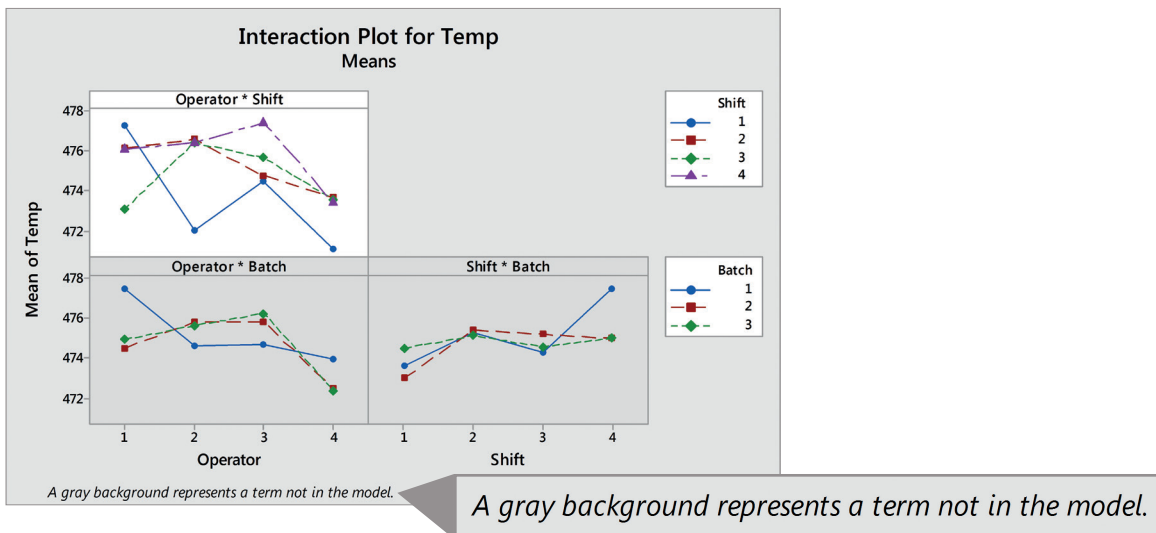 Interaction Plot for Temp
Means
Operator * Shift
478
476
474
472
Shift
1
2
3
4
Mean of Temp
Operator * Batch
Shift * Batch
478
476
474
472
Batch
1
2
3
1 2 3 4
1 2 3 4
Operator
Shift
A gray background represents a term not in the model.
A gray background represents a term not in the model.